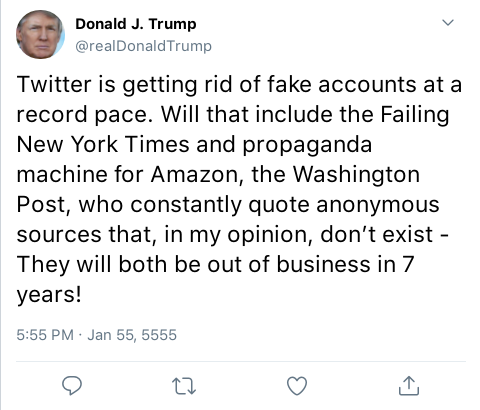 Donald J. Trump
@realDonaldTrump
Twitter is getting rid of fake accounts at a
record pace. Will that include the Failing
New York Times and propaganda
machine for Amazon, the Washington
Post, who constantly quote anonymous
sources that, in my opinion, don’t exist -
They will both be out of business in 7
years!
5:55 PM · Jan 55, 5555